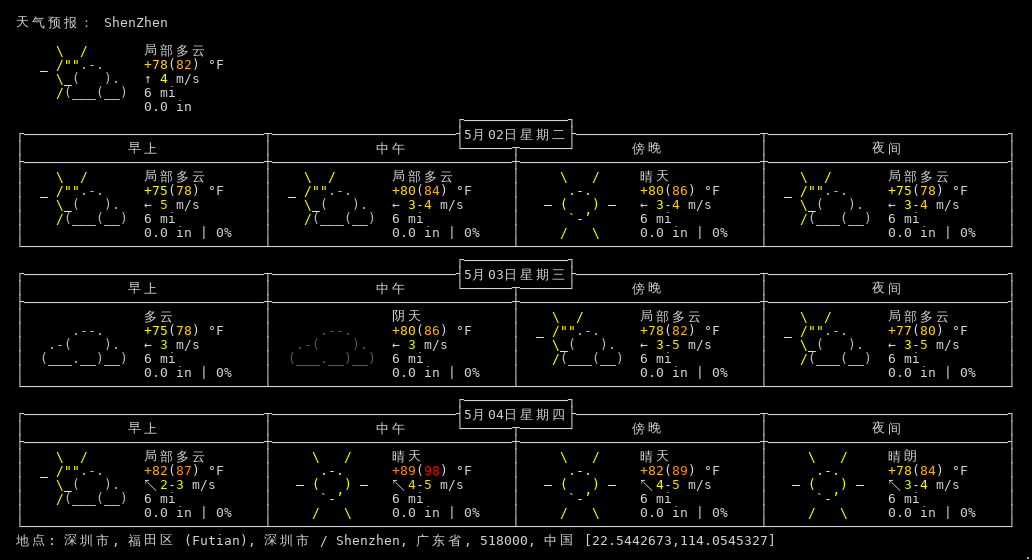 天气预报： ShenZhen
局部多云
+78(82) °F
↑ 4 m/s
6 mi
0.0 in
5月02日星期二
早上 中午 傍晚 夜间
局部多云 局部多云 晴天 局部多云
+75(78) °F +80(84) °F +80(86) °F +75(78) °F
← 5 m/s ← 3-4 m/s ← 3-4 m/s ← 3-4 m/s
6 mi 6 mi 6 mi 6 mi
0.0 in | 0% 0.0 in | 0% 0.0 in | 0% 0.0 in | 0%
5月03日星期三
早上 中午 傍晚 夜间
多云 阴天 局部多云 局部多云
+75(78) °F +80(86) °F +78(82) °F +77(80) °F
← 3 m/s ← 3 m/s ← 3-5 m/s ← 3-5 m/s
6 mi 6 mi 6 mi 6 mi
0.0 in | 0% 0.0 in | 0% 0.0 in | 0% 0.0 in | 0%
5月04日星期四
早上 中午 傍晚 夜间
局部多云 晴天 晴天 晴朗
+82(87) °F +89(98) °F +82(89) °F +78(84) °F
↖ 2-3 m/s ↖ 4-5 m/s ↖ 4-5 m/s ↖ 3-4 m/s
6 mi 6 mi 6 mi 6 mi
0.0 in | 0% 0.0 in | 0% 0.0 in | 0% 0.0 in | 0%
地点: 深圳市, 福田区 (Futian), 深圳市 / Shenzhen, 广东省, 518000, 中国 [22.5442673,114.0545327]